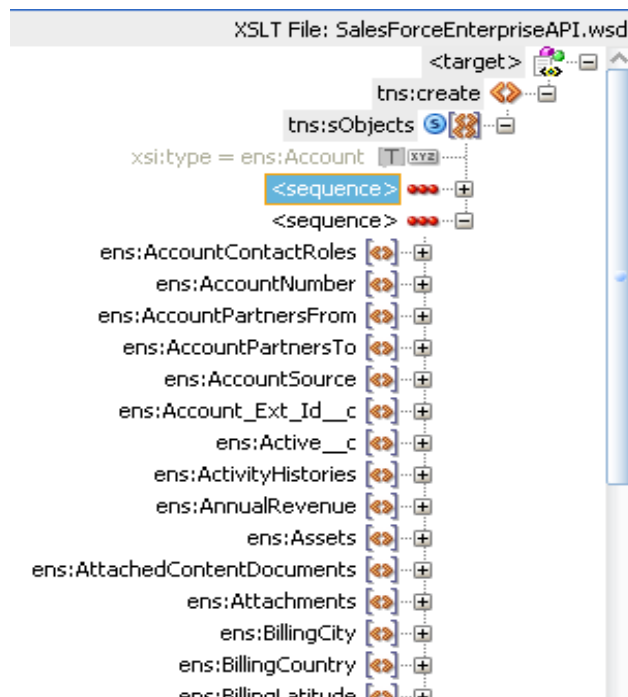 XSLT File: SalesForceEnterpriseAPI.wsd
<target>
tns:create
tns:sObjects
xsi:type = ens:Account
<sequence>
<sequence>
ens:AccountContactRoles
ens:AccountNumber
ens:AccountPartnersFrom
ens:AccountPartnersTo
ens:AccountSource
ens:Account_Ext_Id__c
ens:Active__c
ens:ActivityHistories
ens:AnnualRevenue
ens:Assets
ens:AttachedContentDocuments
ens:Attachments
ens:BillingCity
ens:BillingCountry
ens:BillingLatitude